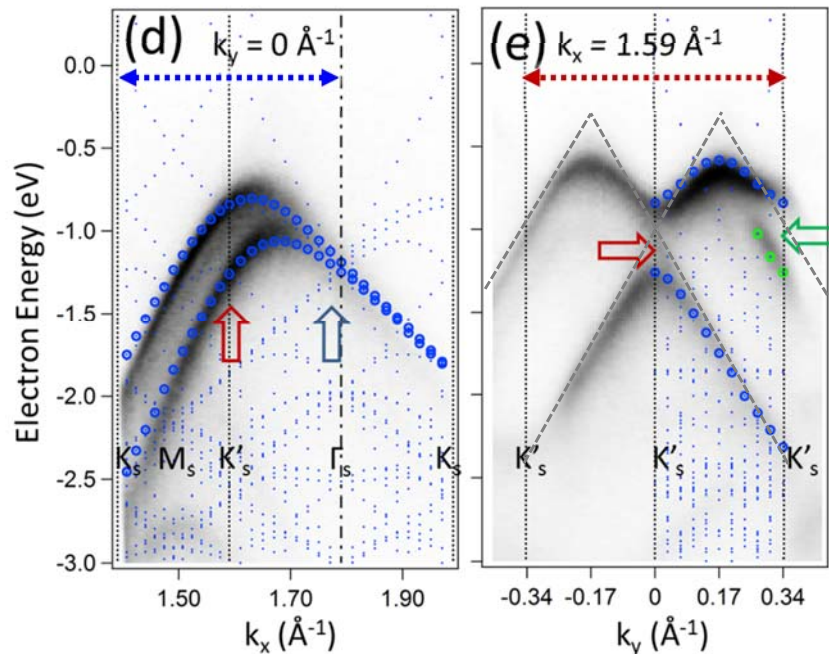 (d)
k_y = 0 Å⁻¹
(e)
k_x = 1.59 Å⁻¹
0.0
-0.5
-1.0
-1.5
-2.0
-2.5
-3.0
Electron Energy (eV)
K_s M_s K'_s Γ_s K_s
K'_s K'_s K'_s
1.50 1.70 1.90
k_x (Å⁻¹)
-0.34 -0.17 0 0.17 0.34
k_y (Å⁻¹)